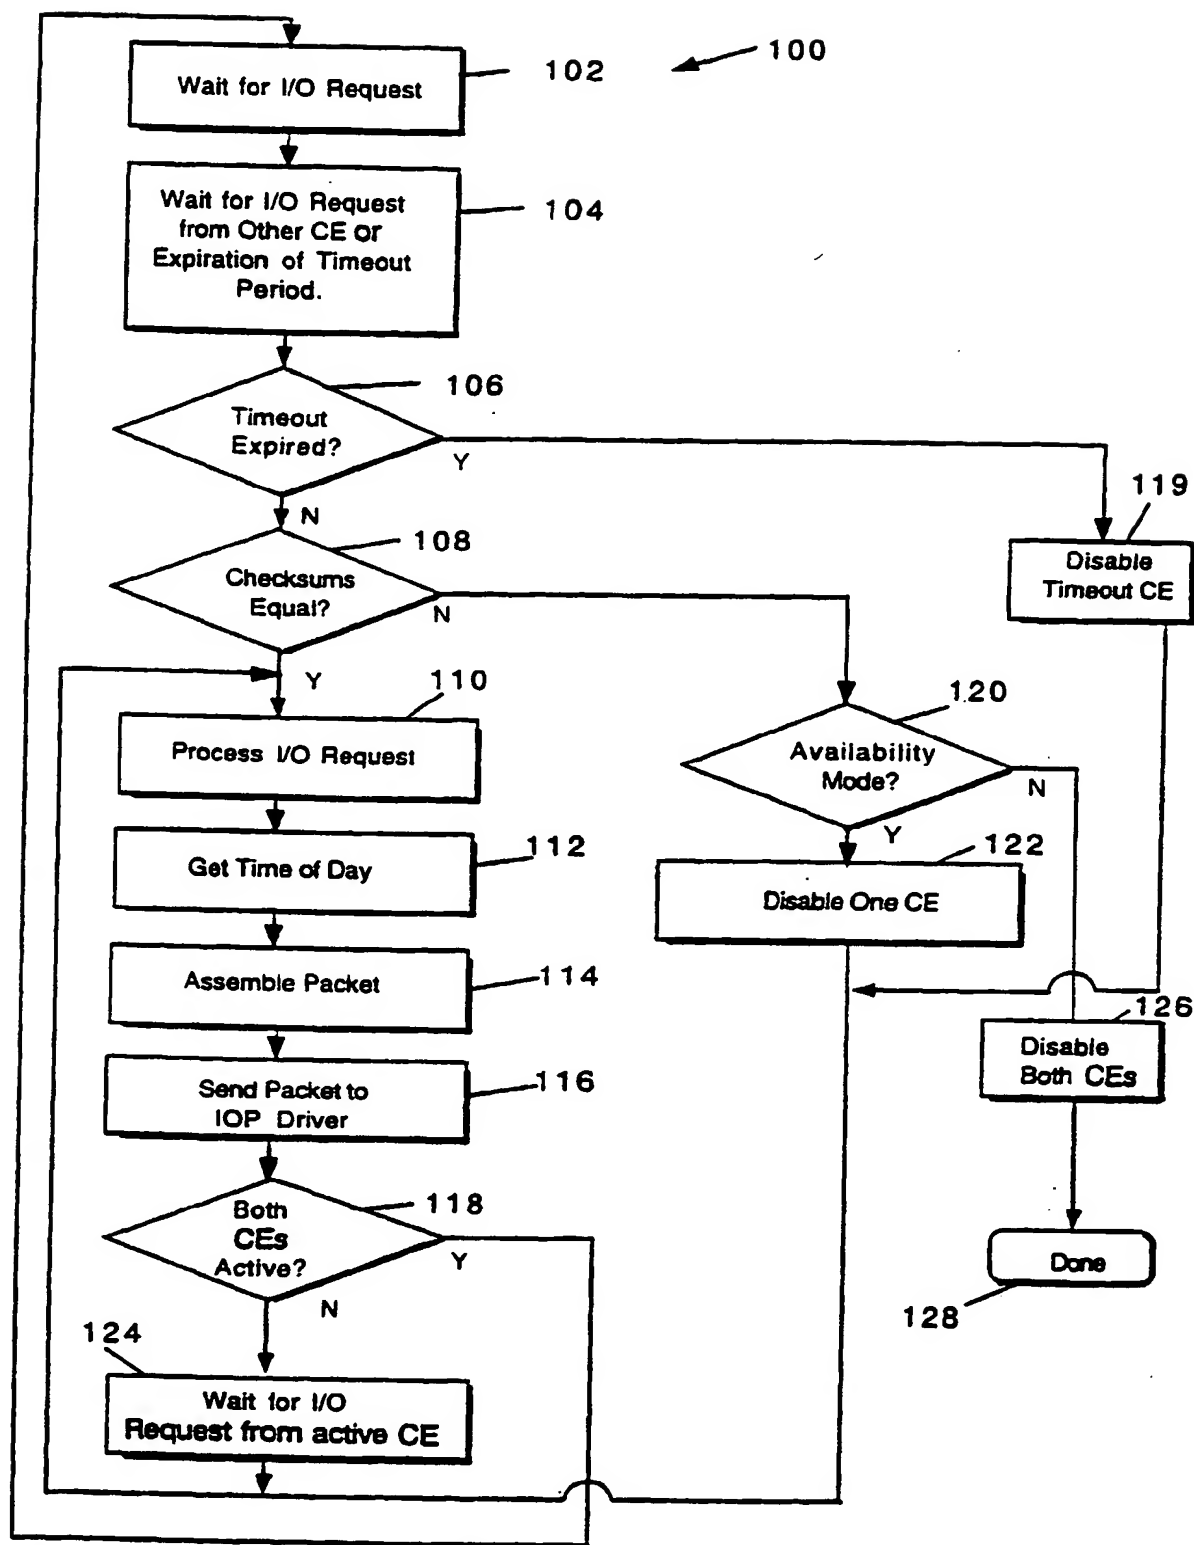 100
Wait for I/O Request
102
Wait for I/O Request
from Other CE or
Expiration of Timeout
Period.
104
Timeout
Expired?
106
Y
N
Checksums
Equal?
108
N
Y
119
Disable
Timeout CE
Process I/O Request
110
Availability
Mode?
120
N
Y
Get Time of Day
112
Disable One CE
122
Assemble Packet
114
Send Packet to
IOP Driver
116
Disable
Both CEs
126
Both
CEs
Active?
118
Y
N
Done
128
124
Wait for I/O
Request from active CE